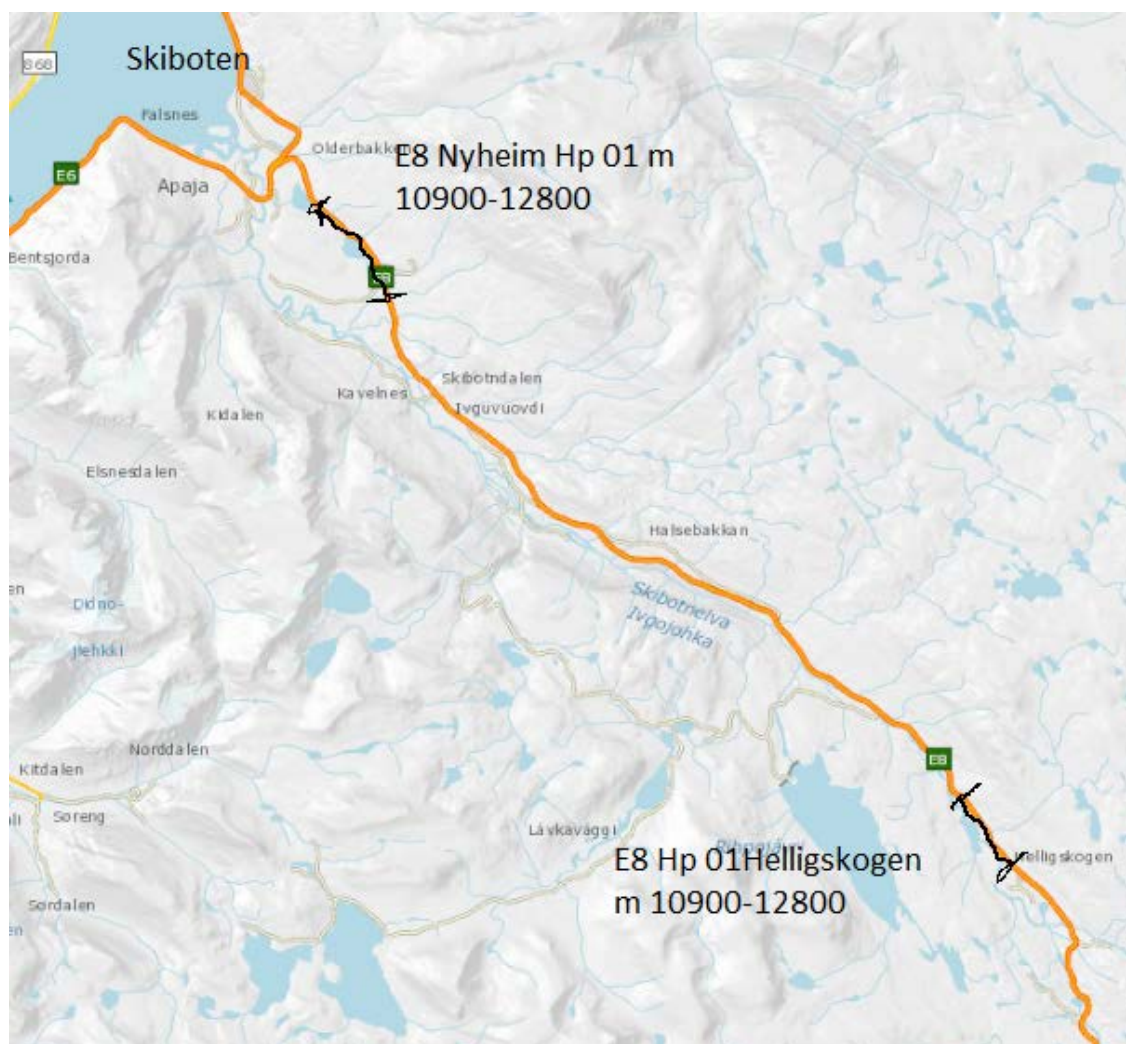 Skiboten
868
Falsnes
Olderbakken
E8 Nyheim Hp 01 m
10900-12800
E6
Apaja
Bentsjorda
E8
Skibotndalen
Kavelnes
Ivguvuovdi
Kidalen
Elsnesdalen
Halsebakkan
Skibotnelva
Ivgojohka
Didno-
jiehkki
Norddalen
E8
Kitdalen
Soreng
Lávkavággi
E8 Hp 01Helligskogen
m 10900-12800
Helligskogen
Sørdalen